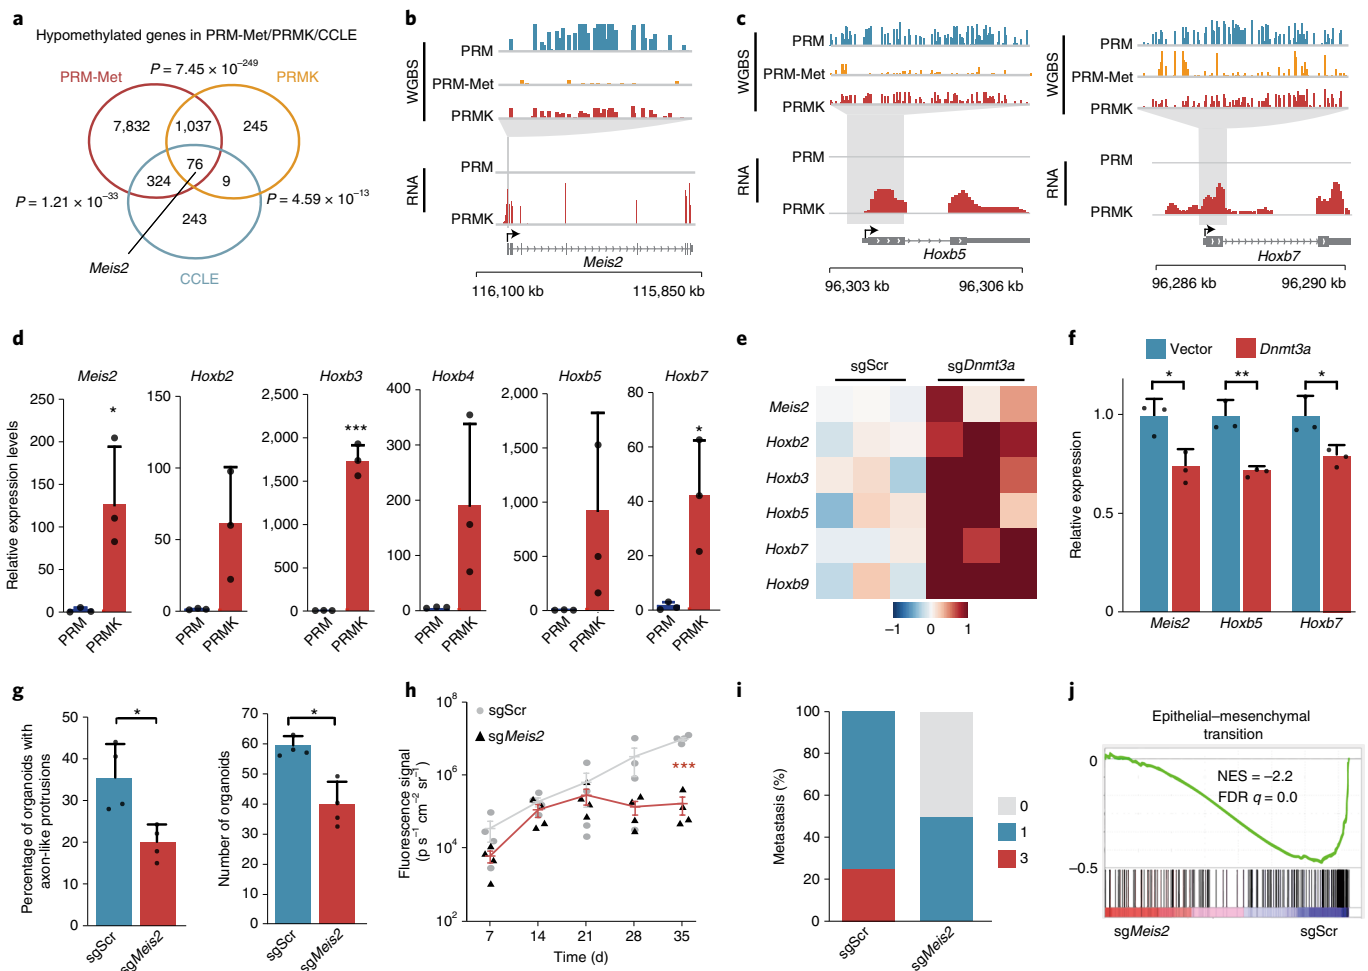 a
Hypomethylated genes in PRM-Met/PRMK/CCLE
P = 7.45 × 10⁻²⁴⁹
PRM-Met
PRMK
7,832
1,037
245
76
324
9
P = 1.21 × 10⁻³³
P = 4.59 × 10⁻¹³
243
Meis2
CCLE
b
WGBS
PRM
PRM-Met
PRMK
RNA
PRM
PRMK
Meis2
116,100 kb
115,850 kb
c
WGBS
PRM
PRM-Met
PRMK
RNA
PRM
PRMK
Hoxb5
96,303 kb
96,306 kb
WGBS
PRM
PRM-Met
PRMK
RNA
PRM
PRMK
Hoxb7
96,286 kb
96,290 kb
d
Relative expression levels
Meis2
250
200
150
100
50
0
*
PRM
PRMK
Hoxb2
150
100
50
0
PRM
PRMK
Hoxb3
2,500
2,000
1,500
1,000
500
0
***
PRM
PRMK
Hoxb4
400
300
200
100
0
PRM
PRMK
Hoxb5
2,000
1,500
1,000
500
0
PRM
PRMK
Hoxb7
80
60
40
20
0
*
PRM
PRMK
e
sgScr
sgDnmt3a
Meis2
Hoxb2
Hoxb3
Hoxb5
Hoxb7
Hoxb9
−1
0
1
f
Vector
Dnmt3a
Relative expression
1.0
0.5
0
*
**
*
Meis2
Hoxb5
Hoxb7
g
Percentage of organoids with
axon-like protrusions
50
40
30
20
10
0
*
sgScr
sgMeis2
Number of organoids
70
60
50
40
30
20
10
0
*
sgScr
sgMeis2
h
Fluorescence signal
(p s⁻¹ cm⁻² sr⁻¹)
10⁸
10⁶
10⁴
10²
sgScr
sgMeis2
***
7
14
21
28
35
Time (d)
i
Metastasis (%)
100
80
60
40
20
0
sgScr
sgMeis2
0
1
3
j
Epithelial–mesenchymal
transition
0
NES = −2.2
FDR q = 0.0
−0.5
sgMeis2
sgScr